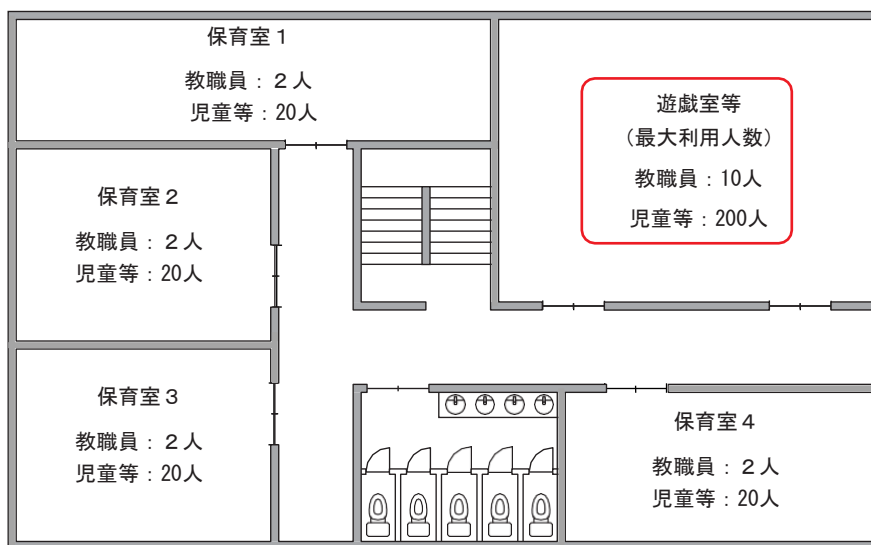 保育室１
教職員：２人
児童等：20人
遊戯室等
（最大利用人数）
教職員：10人
児童等：200人
保育室２
教職員：２人
児童等：20人
保育室３
教職員：２人
児童等：20人
保育室４
教職員：２人
児童等：20人